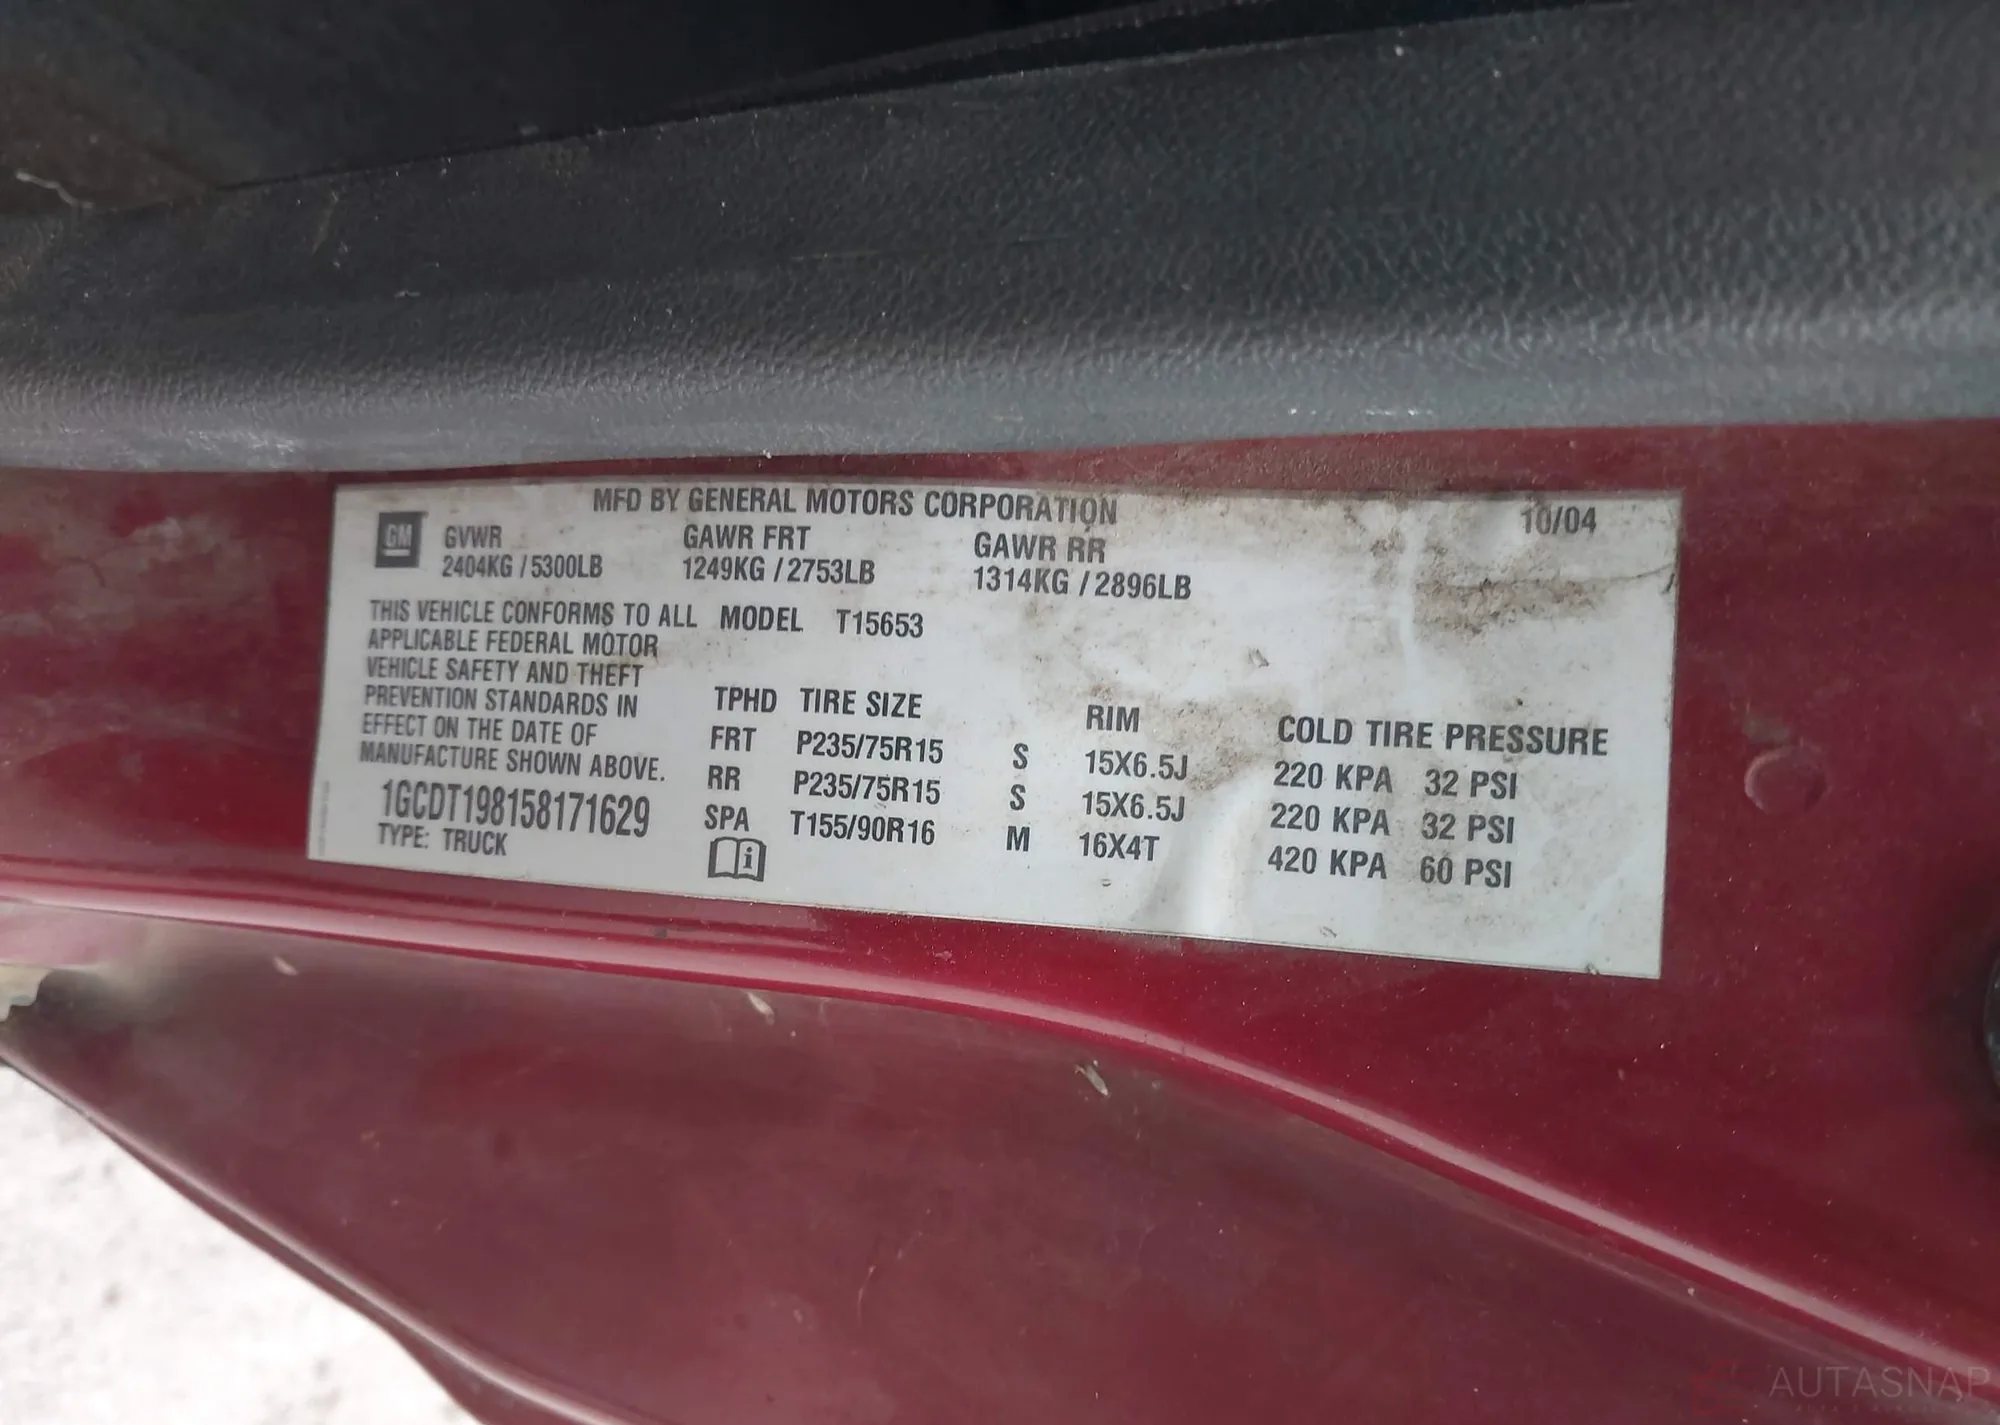 MFD BY GENERAL MOTORS CORPORATION 10/04
GM GVWR GAWR FRT GAWR RR
2404KG / 5300LB 1249KG / 2753LB 1314KG / 2896LB
THIS VEHICLE CONFORMS TO ALL
APPLICABLE FEDERAL MOTOR
VEHICLE SAFETY AND THEFT
PREVENTION STANDARDS IN
EFFECT ON THE DATE OF
MANUFACTURE SHOWN ABOVE.
1GCDT198158171629
TYPE: TRUCK
MODEL T15653
TPHD TIRE SIZE RIM COLD TIRE PRESSURE
FRT P235/75R15 S 15X6.5J 220 KPA 32 PSI
RR P235/75R15 S 15X6.5J 220 KPA 32 PSI
SPA T155/90R16 M 16X4T 420 KPA 60 PSI
i
AUTASNAP